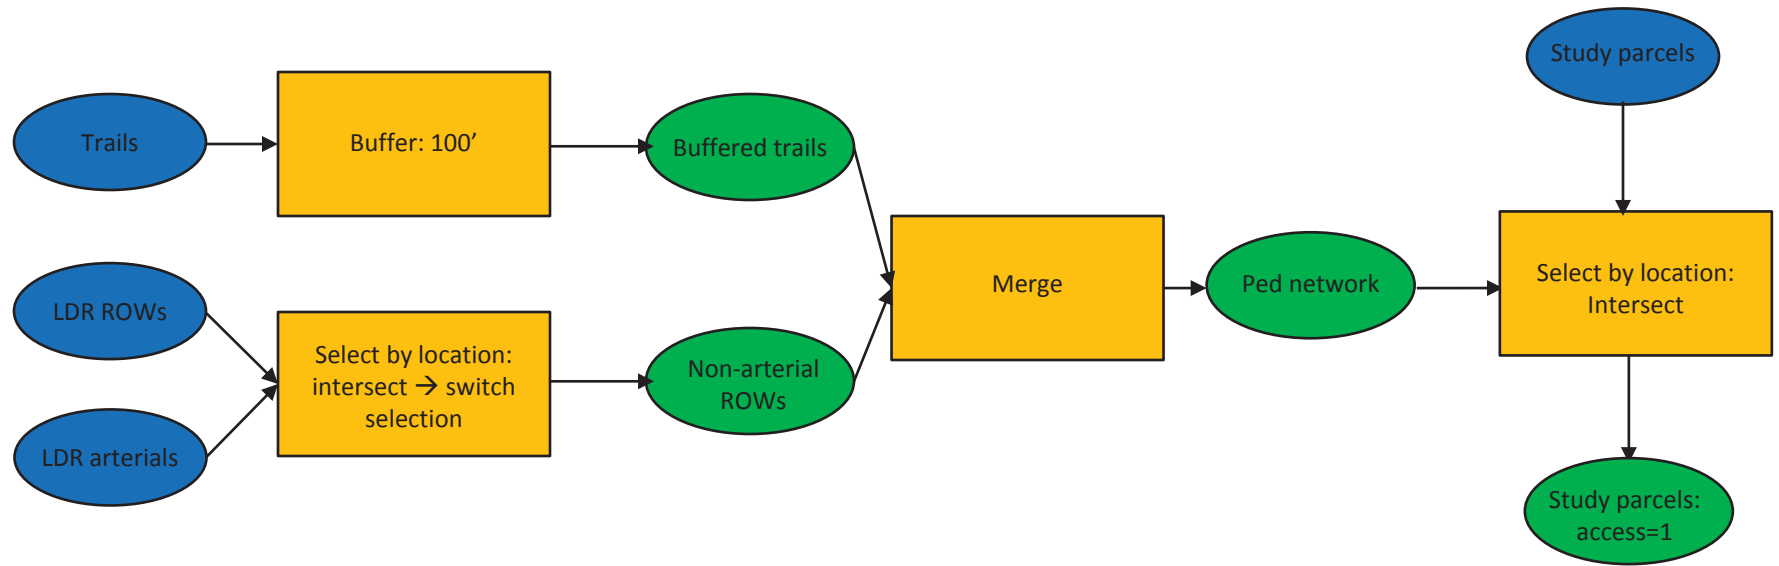 Study parcels
Trails
Buffer: 100’
Buffered trails
LDR ROWs
LDR arterials
Select by location:
intersect → switch
selection
Non-arterial
ROWs
Merge
Ped network
Select by location:
Intersect
Study parcels:
access=1